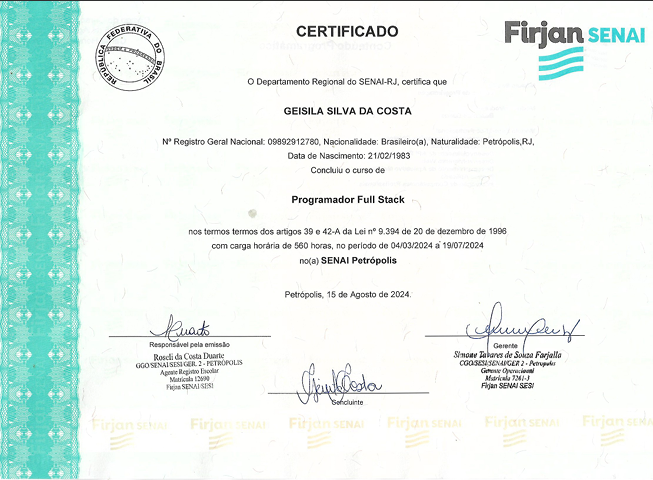 CERTIFICADO
REPÚBLICA FEDERATIVA DO BRASIL
Firjan SENAI
O Departamento Regional do SENAI-RJ, certifica que
GEISILA SILVA DA COSTA
Nº Registro Geral Nacional: 09892912780, Nacionalidade: Brasileiro(a), Naturalidade: Petrópolis,RJ,
Data de Nascimento: 21/02/1983
Concluiu o curso de
Programador Full Stack
nos termos termos dos artigos 39 e 42-A da Lei nº 9.394 de 20 de dezembro de 1996
com carga horária de 560 horas, no período de 04/03/2024 a 19/07/2024
no(a) SENAI Petrópolis
Petrópolis, 15 de Agosto de 2024.
Responsável pela emissão
Roseli da Costa Duarte
GGO/SENAI/SESI/GER. 2 - PETRÓPOLIS
Agente Registro Escolar
Matrícula 12690
Firjan SENAI/SESI
Concluinte
Gerente
Simone Tavares de Souza Farjalla
CGO/SESI/SENAI/GER 2 - Petrópolis
Gerente Operacional
Matrícula 7261-3
Firjan SENAI SESI
Firjan SENAI Firjan SENAI Firjan SENAI Firjan SENAI Firjan SENAI Firjan